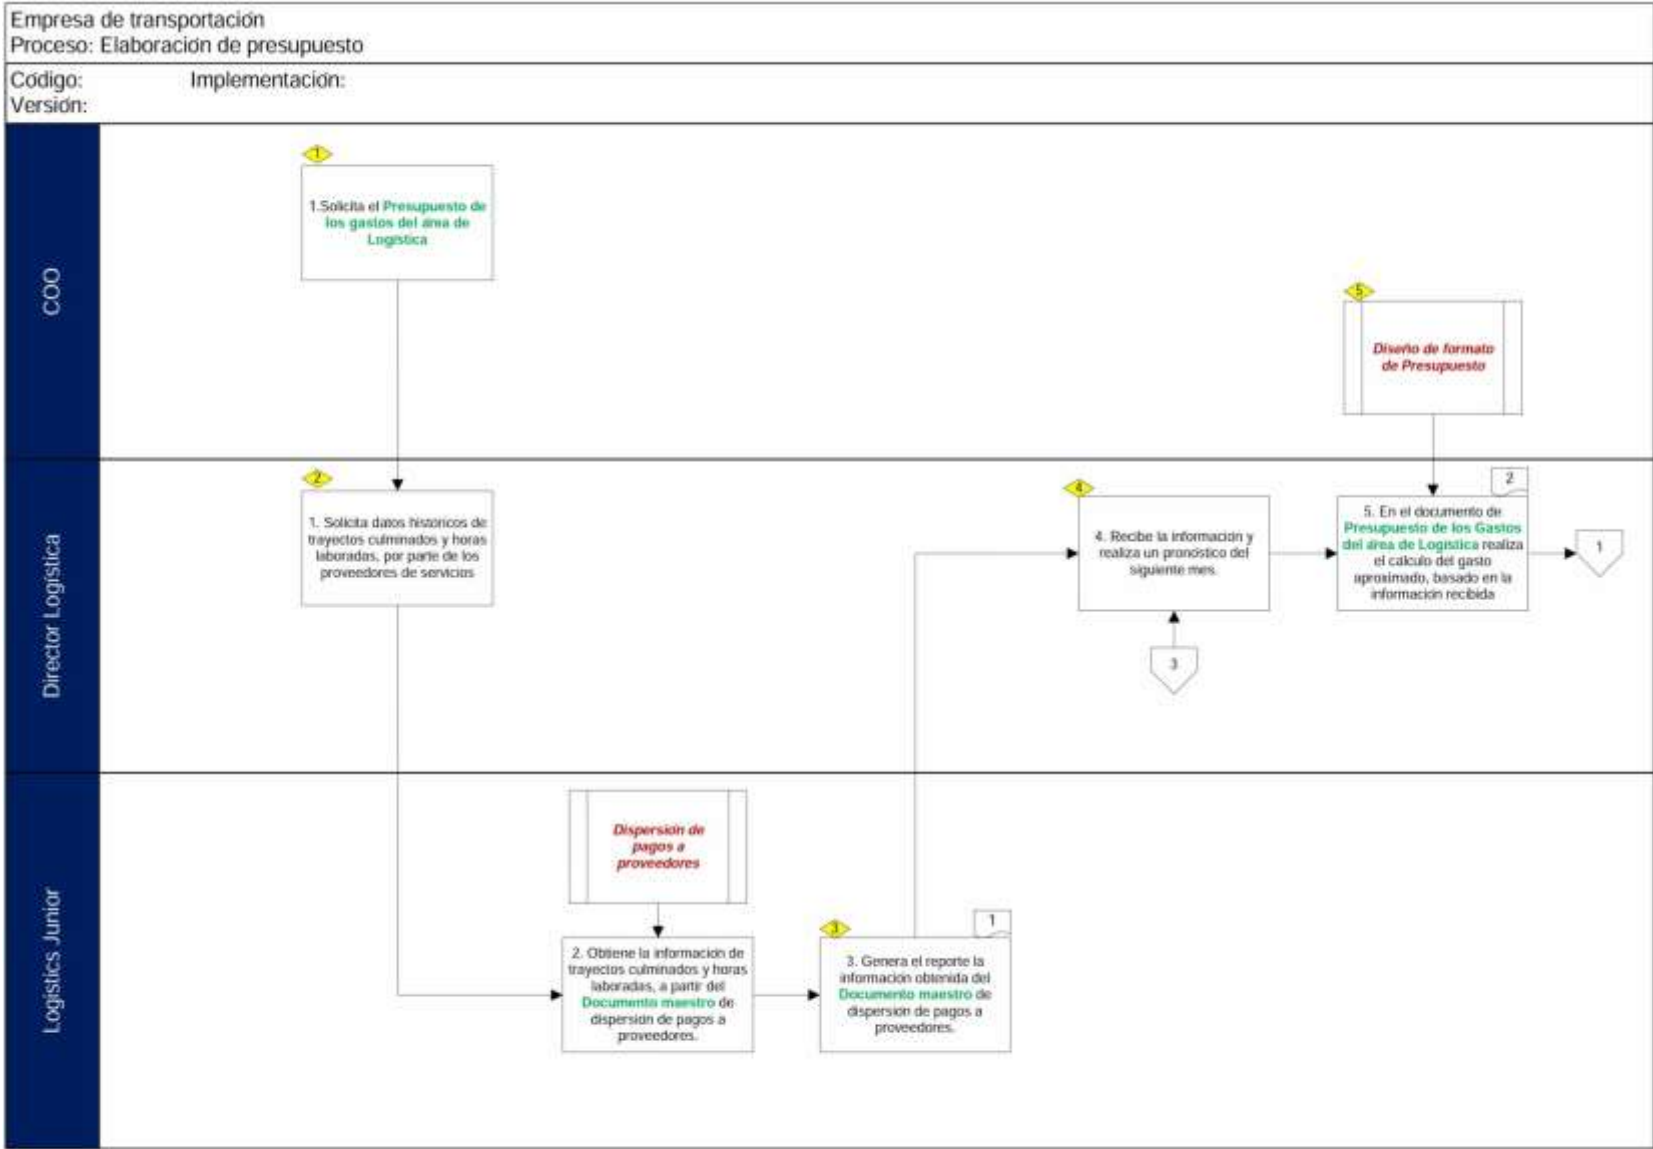 Empresa de transportación
Proceso: Elaboración de presupuesto
Código: Implementación:
Versión:
COO
1
1.Solicita el Presupuesto de
los gastos del área de
Logística
5
Diseño de formato
de Presupuesto
Director Logística
2
1. Solicita datos históricos de
trayectos culminados y horas
laboradas, por parte de los
proveedores de servicios
4
4. Recibe la información y
realiza un pronóstico del
siguiente mes.
3
2
5. En el documento de
Presupuesto de los Gastos
del área de Logística realiza
el calculo del gasto
aproximado, basado en la
información recibida
1
Logistics Junior
Dispersión de
pagos a
proveedores
2. Obtiene la información de
trayectos culminados y horas
laboradas, a partir del
Documento maestro de
dispersión de pagos a
proveedores.
3
1
3. Genera el reporte la
información obtenida del
Documento maestro de
dispersión de pagos a
proveedores.